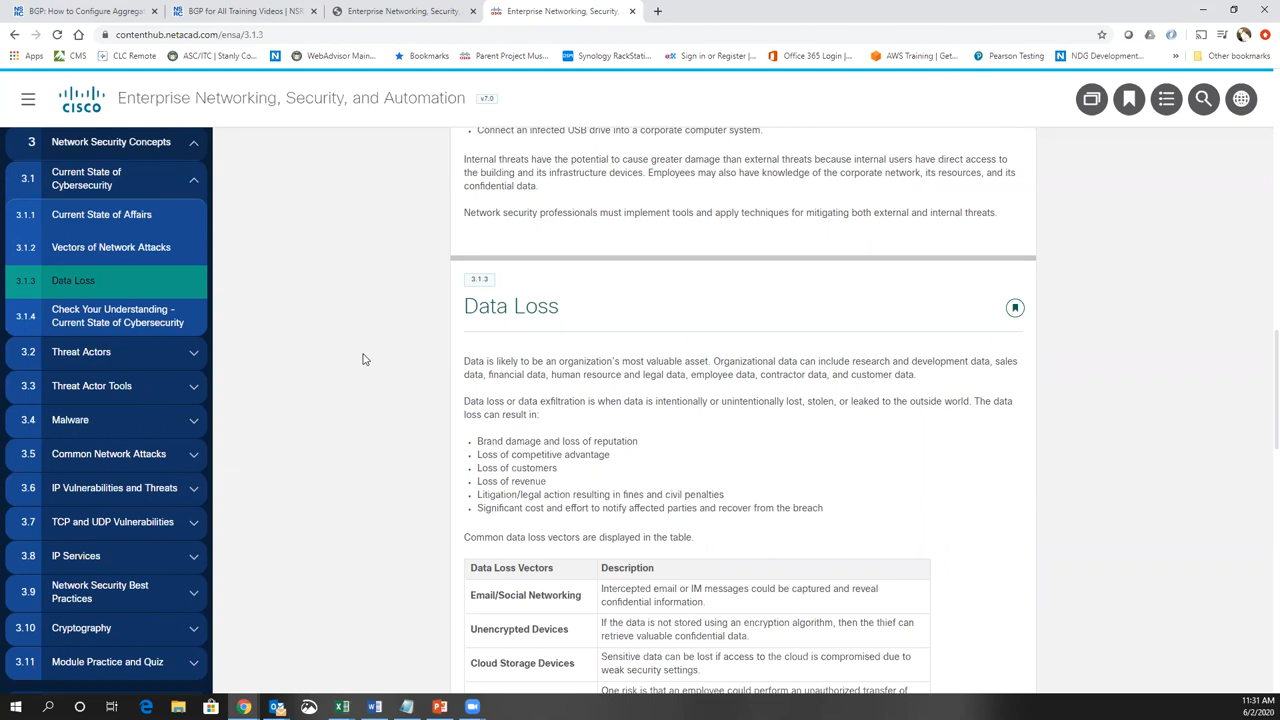 BGP: How to Configure Aggregat
BGP for All Training Videos | NSR
Enterprise Networking, Security,
Enterprise Networking, Security,
contenthub.netacad.com/ensa/3.1.3
Apps
CMS
CLC Remote
ASC/ITC | Stanly Co...
WebAdvisor Main...
Bookmarks
Parent Project Mus...
Synology RackStati...
Sign in or Register |...
Office 365 Login |...
AWS Training | Get...
Pearson Testing
NDG Development...
»
Other bookmarks
CISCO
Enterprise Networking, Security, and Automation
v7.0
3 Network Security Concepts
3.1 Current State of
Cybersecurity
3.1.1 Current State of Affairs
3.1.2 Vectors of Network Attacks
3.1.3 Data Loss
3.1.4 Check Your Understanding -
Current State of Cybersecurity
3.2 Threat Actors
3.3 Threat Actor Tools
3.4 Malware
3.5 Common Network Attacks
3.6 IP Vulnerabilities and Threats
3.7 TCP and UDP Vulnerabilities
3.8 IP Services
3.9 Network Security Best
Practices
3.10 Cryptography
3.11 Module Practice and Quiz
• Connect an infected USB drive into a corporate computer system.
Internal threats have the potential to cause greater damage than external threats because internal users have direct access to
the building and its infrastructure devices. Employees may also have knowledge of the corporate network, its resources, and its
confidential data.
Network security professionals must implement tools and apply techniques for mitigating both external and internal threats.
3.1.3
Data Loss
Data is likely to be an organization's most valuable asset. Organizational data can include research and development data, sales
data, financial data, human resource and legal data, employee data, contractor data, and customer data.
Data loss or data exfiltration is when data is intentionally or unintentionally lost, stolen, or leaked to the outside world. The data
loss can result in:
• Brand damage and loss of reputation
• Loss of competitive advantage
• Loss of customers
• Loss of revenue
• Litigation/legal action resulting in fines and civil penalties
• Significant cost and effort to notify affected parties and recover from the breach
Common data loss vectors are displayed in the table.
Data Loss Vectors
Description
Email/Social Networking
Intercepted email or IM messages could be captured and reveal
confidential information.
Unencrypted Devices
If the data is not stored using an encryption algorithm, then the thief can
retrieve valuable confidential data.
Cloud Storage Devices
Sensitive data can be lost if access to the cloud is compromised due to
weak security settings.
One risk is that an employee could perform an unauthorized transfer of
11:31 AM
6/2/2020